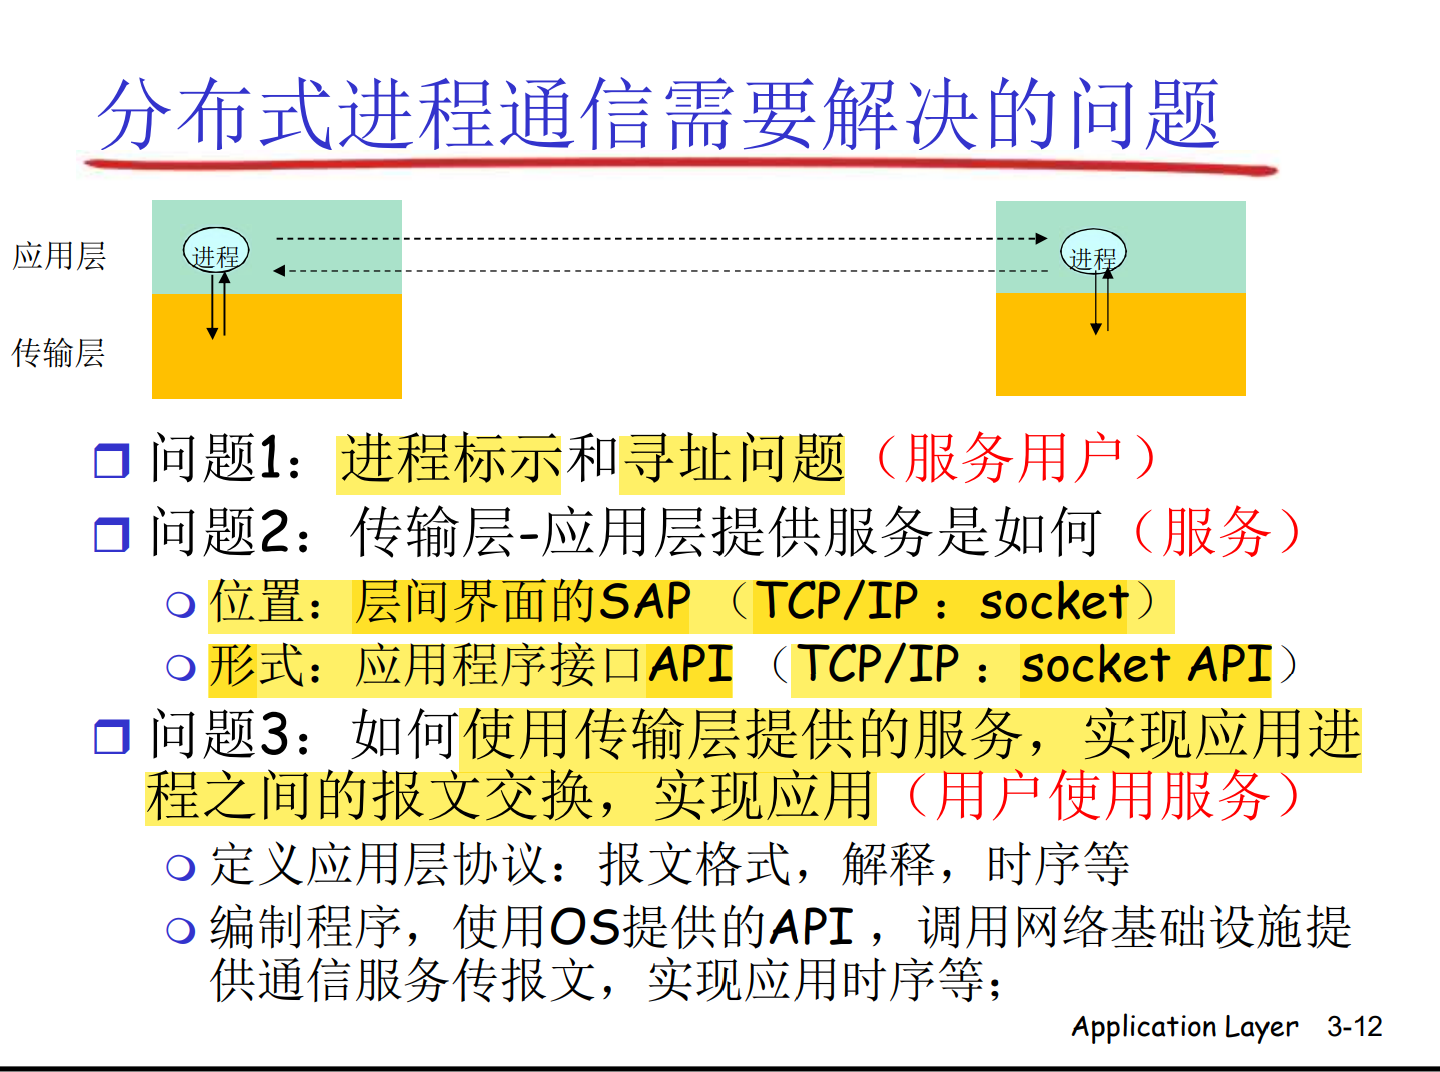 分布式进程通信需要解决的问题
应用层
进程
进程
传输层
问题1：进程标示和寻址问题（服务用户）
问题2：传输层-应用层提供服务是如何（服务）
位置：层间界面的SAP （TCP/IP ：socket）
形式：应用程序接口API （TCP/IP ：socket API）
问题3：如何使用传输层提供的服务，实现应用进
程之间的报文交换，实现应用（用户使用服务）
定义应用层协议：报文格式，解释，时序等
编制程序，使用OS提供的API ，调用网络基础设施提
供通信服务传报文，实现应用时序等；
Application Layer 3-12